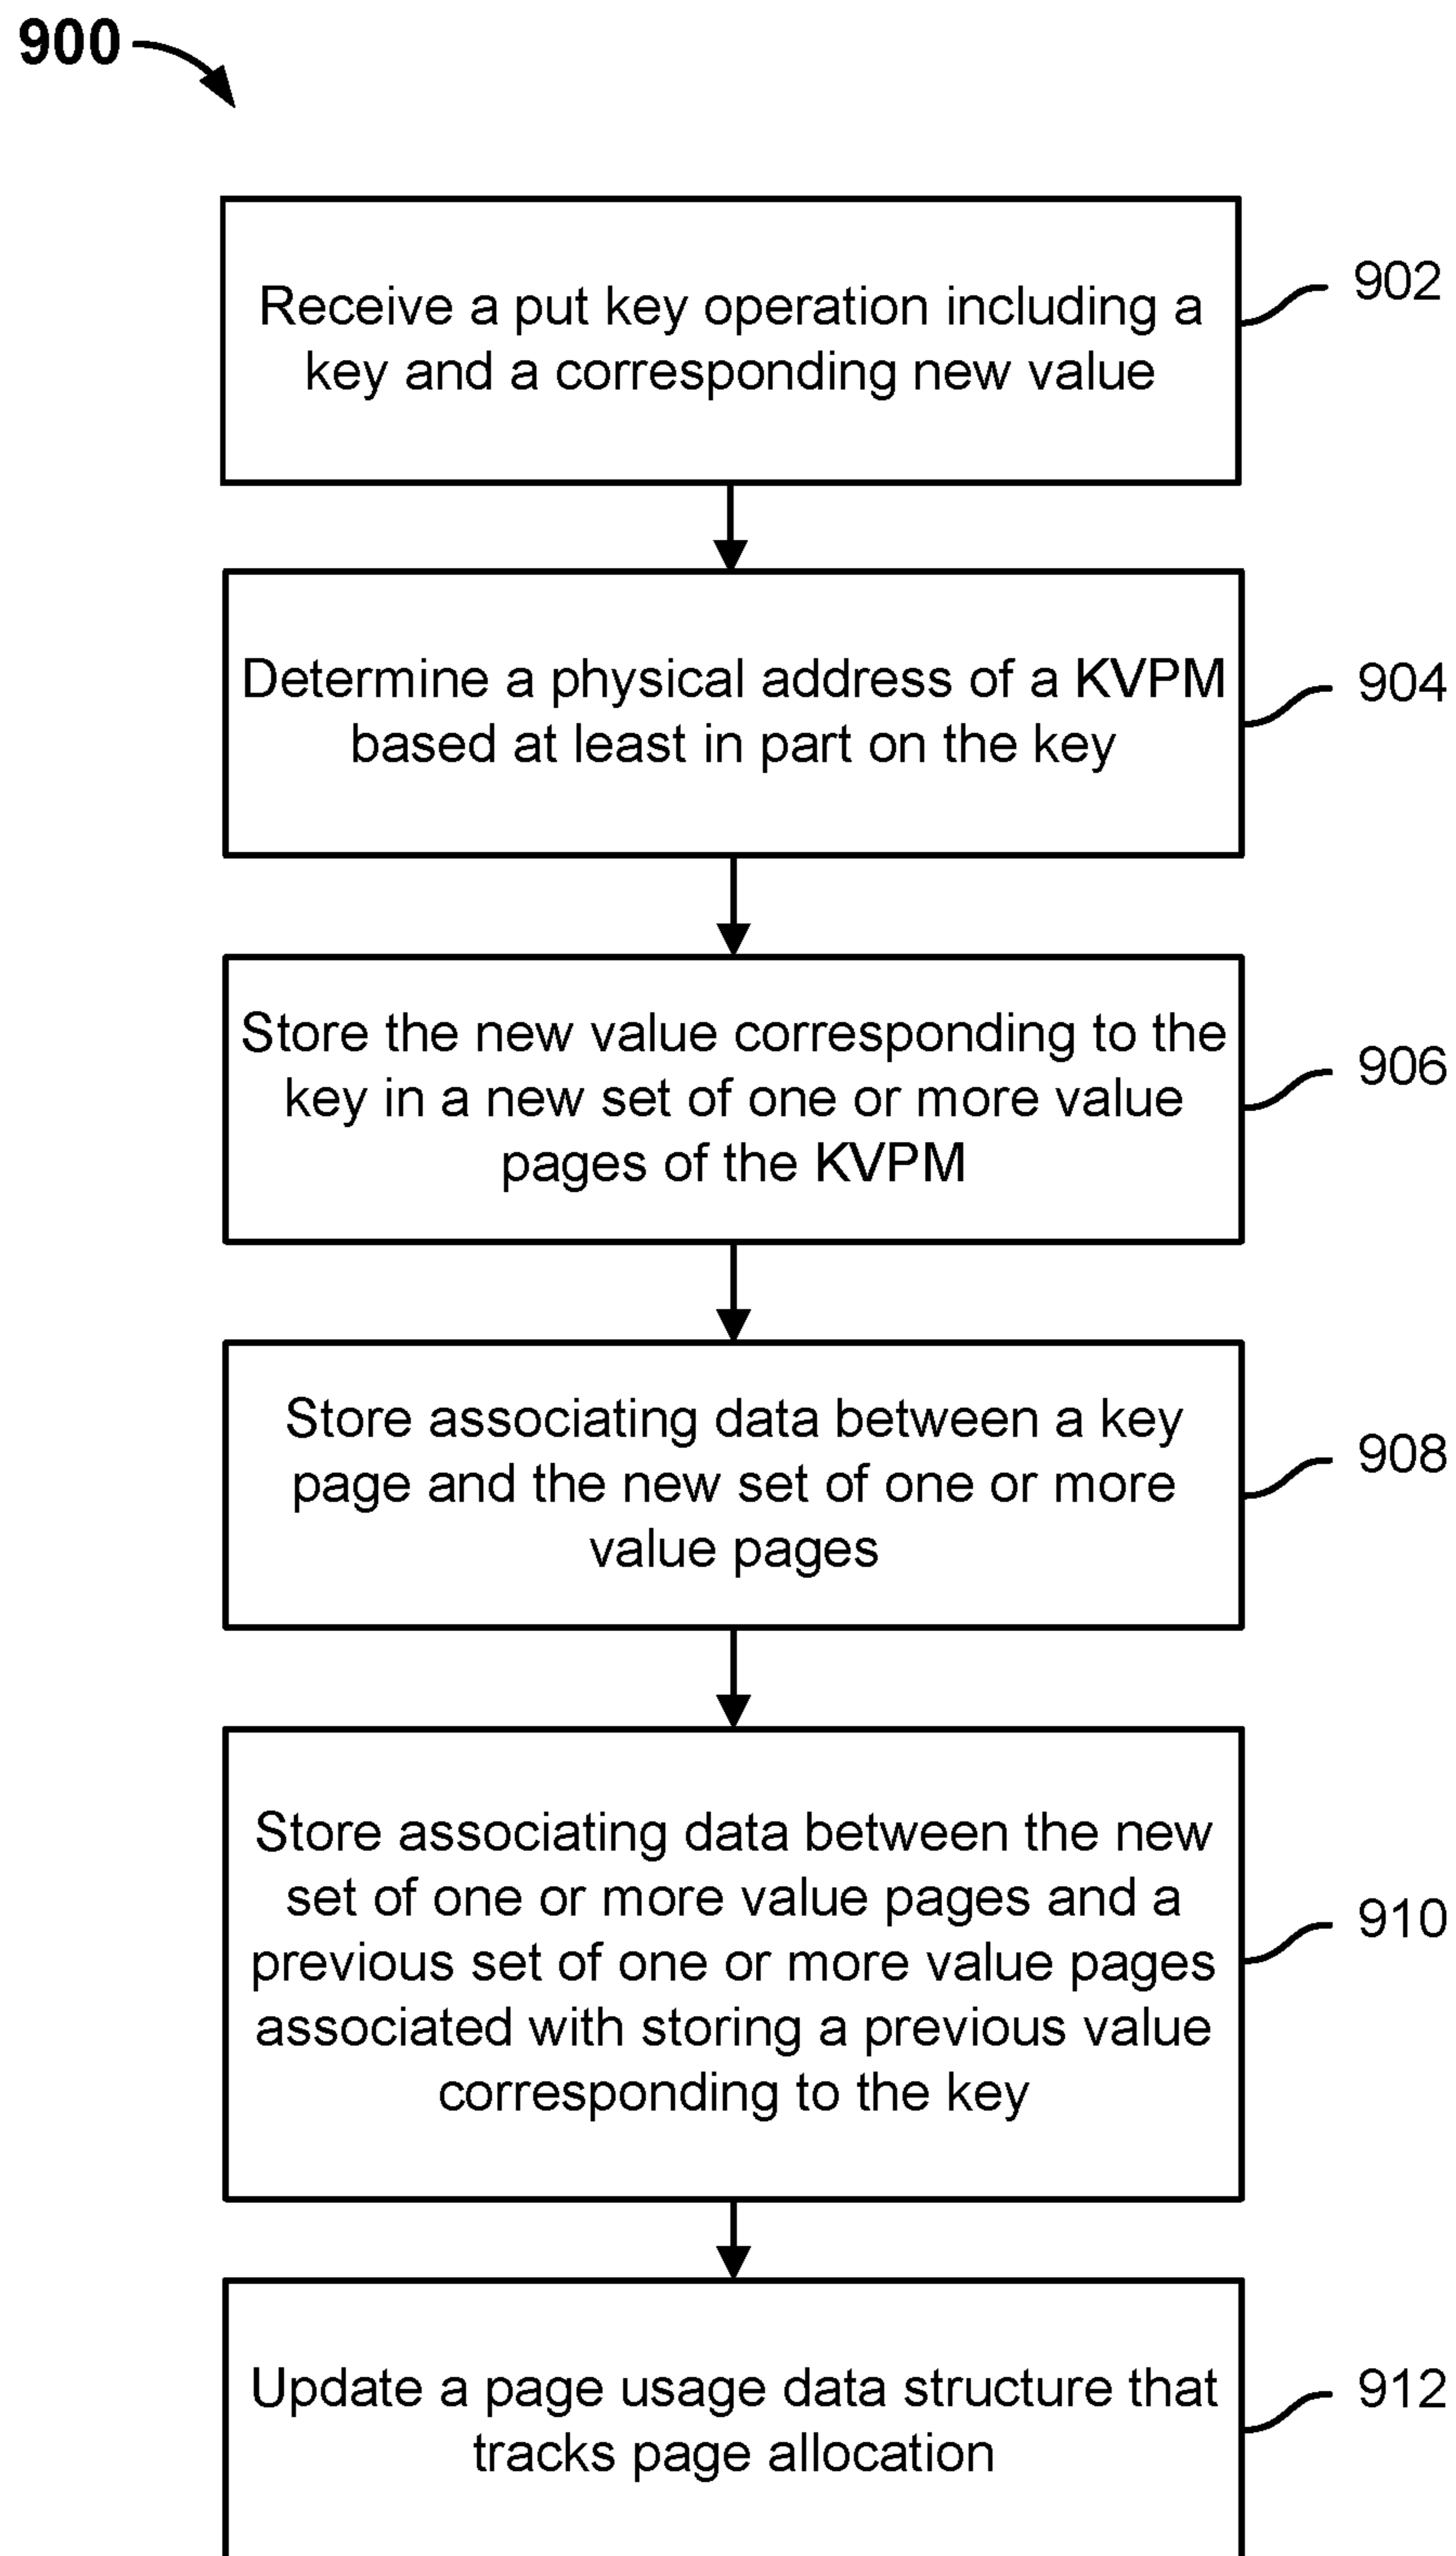 900
Receive a put key operation including a
key and a corresponding new value
902
Determine a physical address of a KVPM
based at least in part on the key
904
Store the new value corresponding to the
key in a new set of one or more value
pages of the KVPM
906
Store associating data between a key
page and the new set of one or more
value pages
908
Store associating data between the new
set of one or more value pages and a
previous set of one or more value pages
associated with storing a previous value
corresponding to the key
910
Update a page usage data structure that
tracks page allocation
912